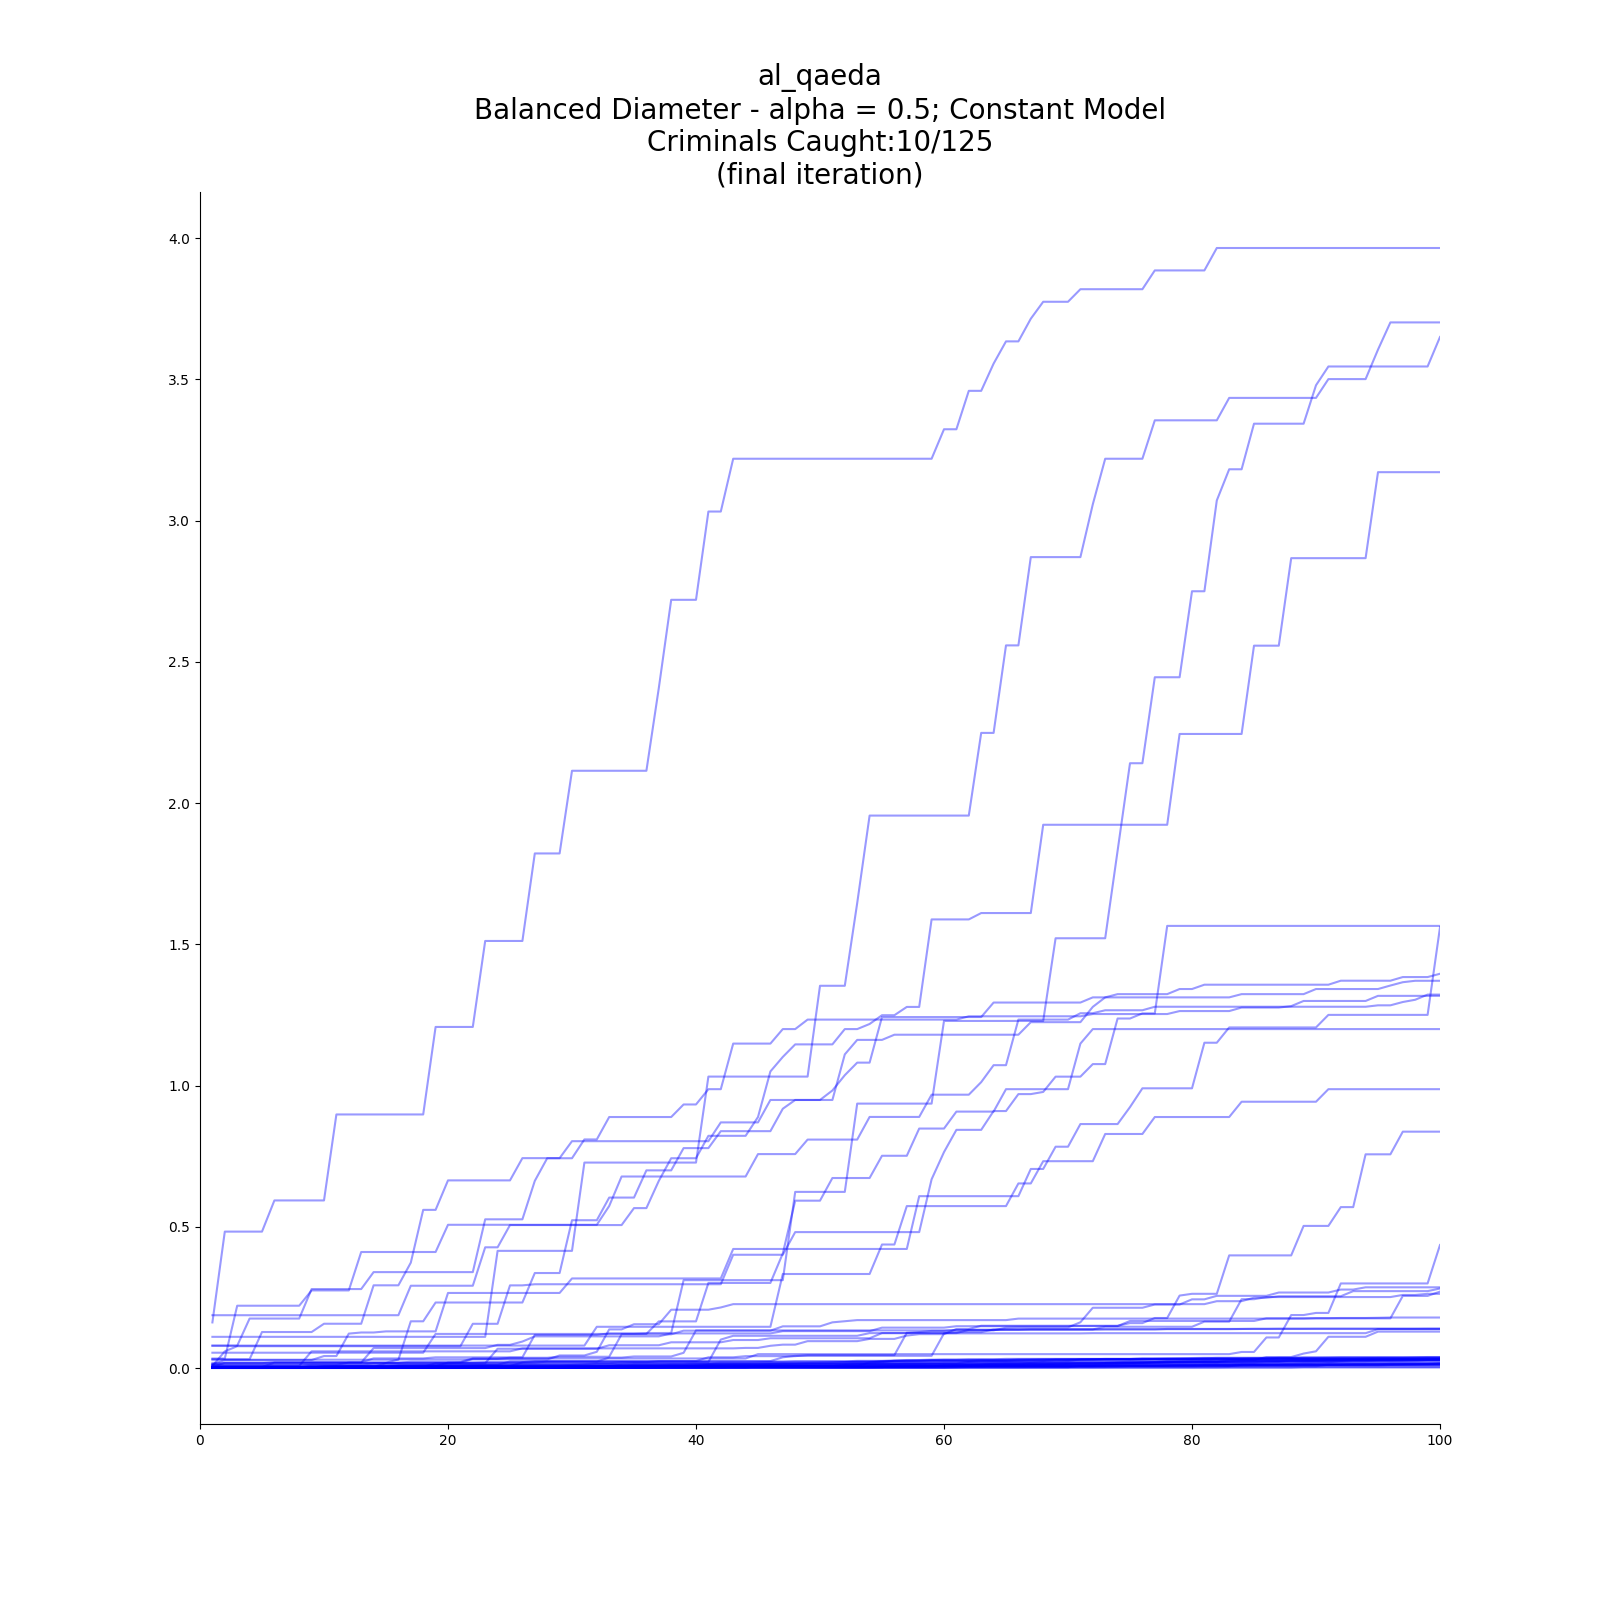 al_qaeda
Balanced Diameter - alpha = 0.5; Constant Model
Criminals Caught:10/125
(final iteration)
4.0
3.5
3.0
2.5
2.0
1.5
1.0
0.5
0.0
0 20 40 60 80 100